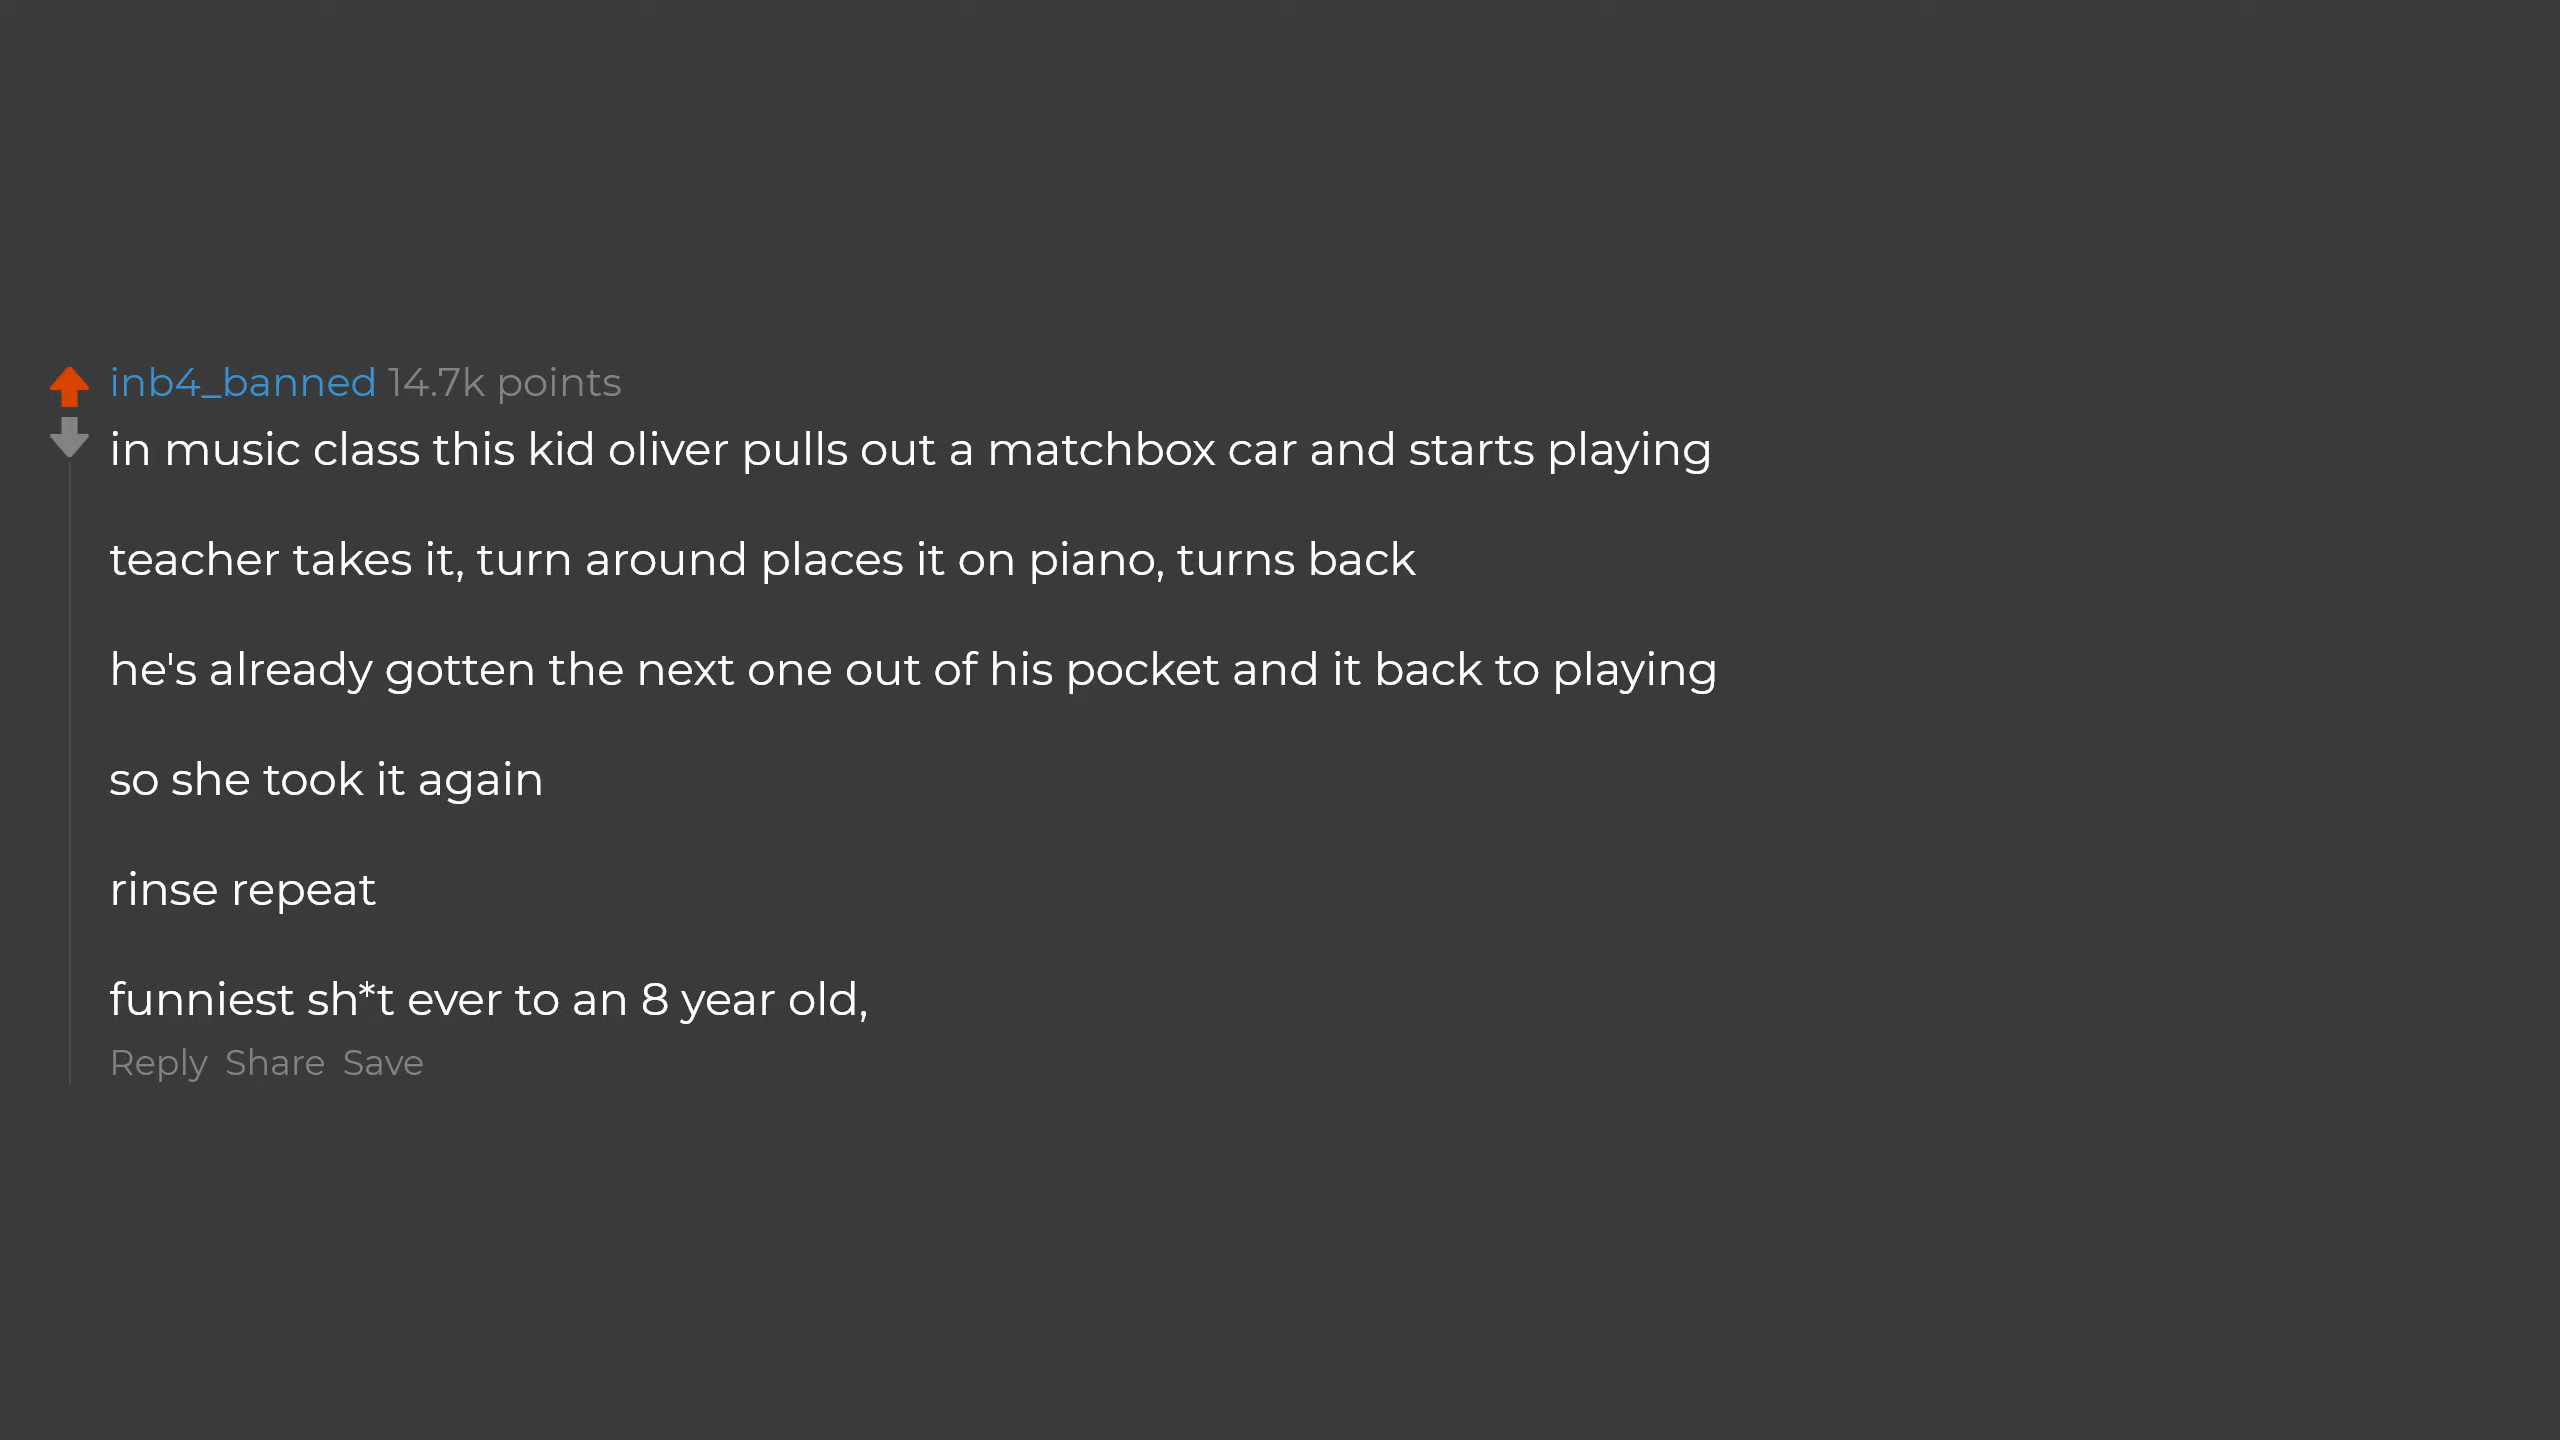 inb4_banned 14.7k points
in music class this kid oliver pulls out a matchbox car and starts playing
teacher takes it, turn around places it on piano, turns back
he's already gotten the next one out of his pocket and it back to playing
so she took it again
rinse repeat
funniest sh*t ever to an 8 year old,
Reply Share Save